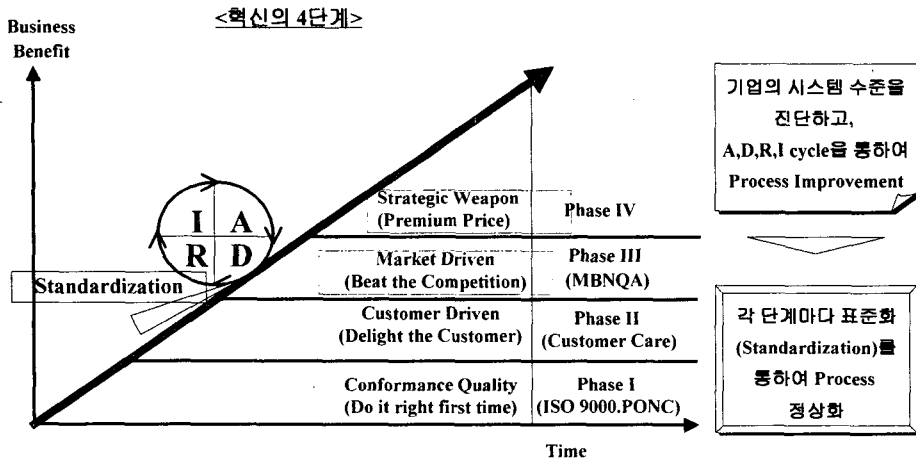 <혁신의 4단계>
Business
Benefit
기업의 시스템 수준을
진단하고,
A,D,R,I cycle을 통하여
Process Improvement
Strategic Weapon
(Premium Price)
Phase IV
I A
R D
Market Driven
(Beat the Competition)
Phase III
(MBNQA)
Standardization
Customer Driven
(Delight the Customer)
Phase II
(Customer Care)
각 단계마다 표준화
(Standardization)를
통하여 Process
정상화
Conformance Quality
(Do it right first time)
Phase I
(ISO 9000.PONC)
Time